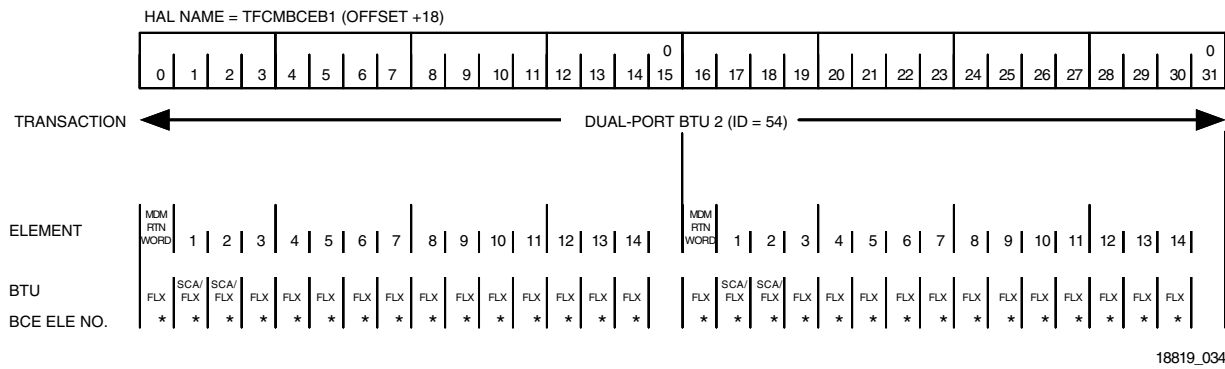 HAL NAME = TFCMBCEB1 (OFFSET +18)
0 0
0 1 2 3 4 5 6 7 8 9 10 11 12 13 14 15 16 17 18 19 20 21 22 23 24 25 26 27 28 29 30 31
TRANSACTION DUAL-PORT BTU 2 (ID = 54)
MDM MDM
RTN RTN
ELEMENT WORD 1 2 3 4 5 6 7 8 9 10 11 12 13 14 WORD 1 2 3 4 5 6 7 8 9 10 11 12 13 14
SCA/ SCA/ SCA/ SCA/
BTU FLX FLX FLX FLX FLX FLX FLX FLX FLX FLX FLX FLX FLX FLX FLX FLX FLX FLX FLX FLX FLX FLX FLX FLX FLX FLX FLX FLX FLX FLX
BCE ELE NO. * * * * * * * * * * * * * * * * * * * * * * * * * * * * * *
18819_034